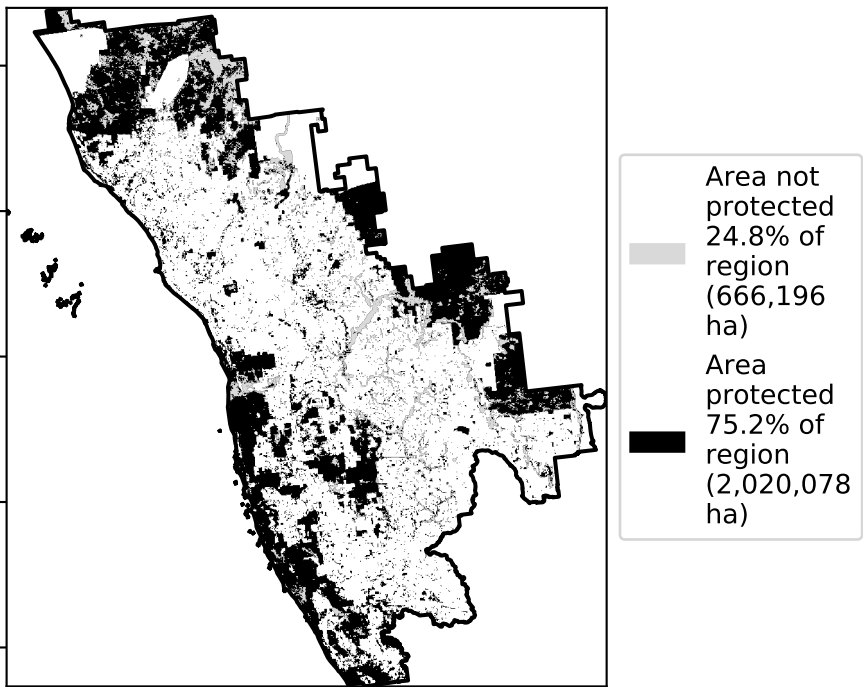 Area not
protected
24.8% of
region
(666,196
ha)
Area
protected
75.2% of
region
(2,020,078
ha)